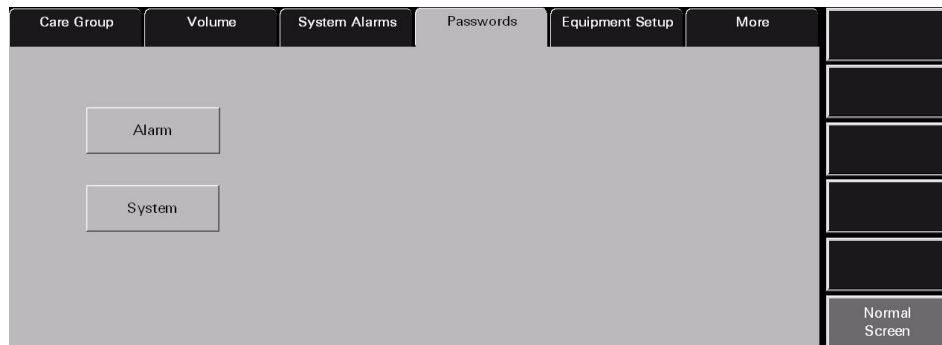 Care Group
Volume
System Alarms
Passwords
Equipment Setup
More
Alarm
System
Normal
Screen